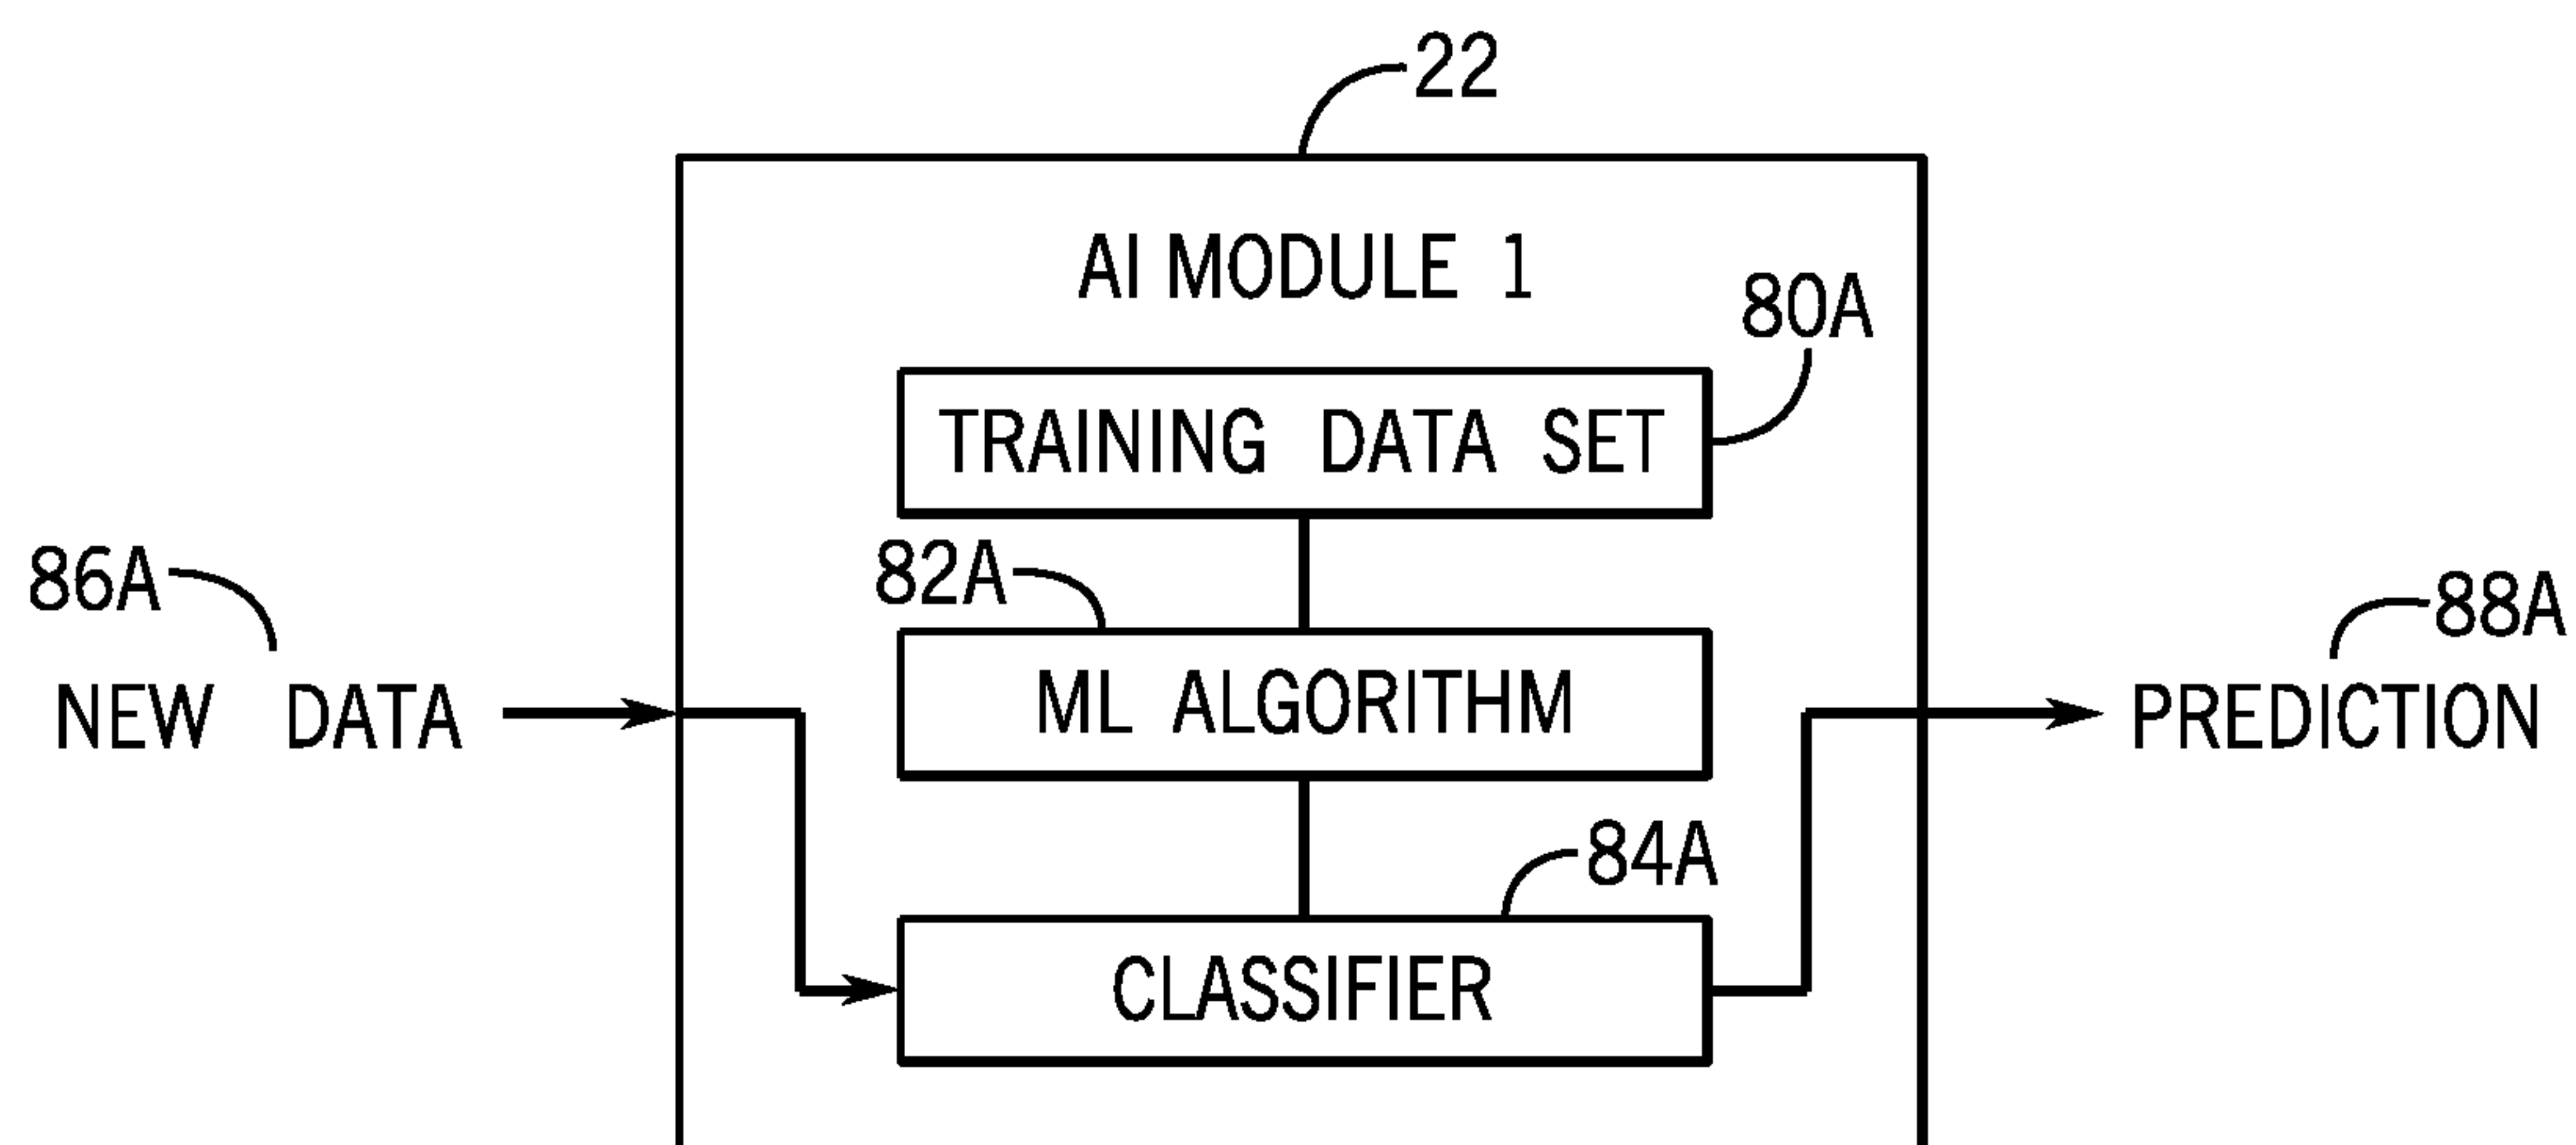 22
AI MODULE 1
80A
TRAINING DATA SET
86A
82A
88A
NEW DATA
ML ALGORITHM
PREDICTION
84A
CLASSIFIER